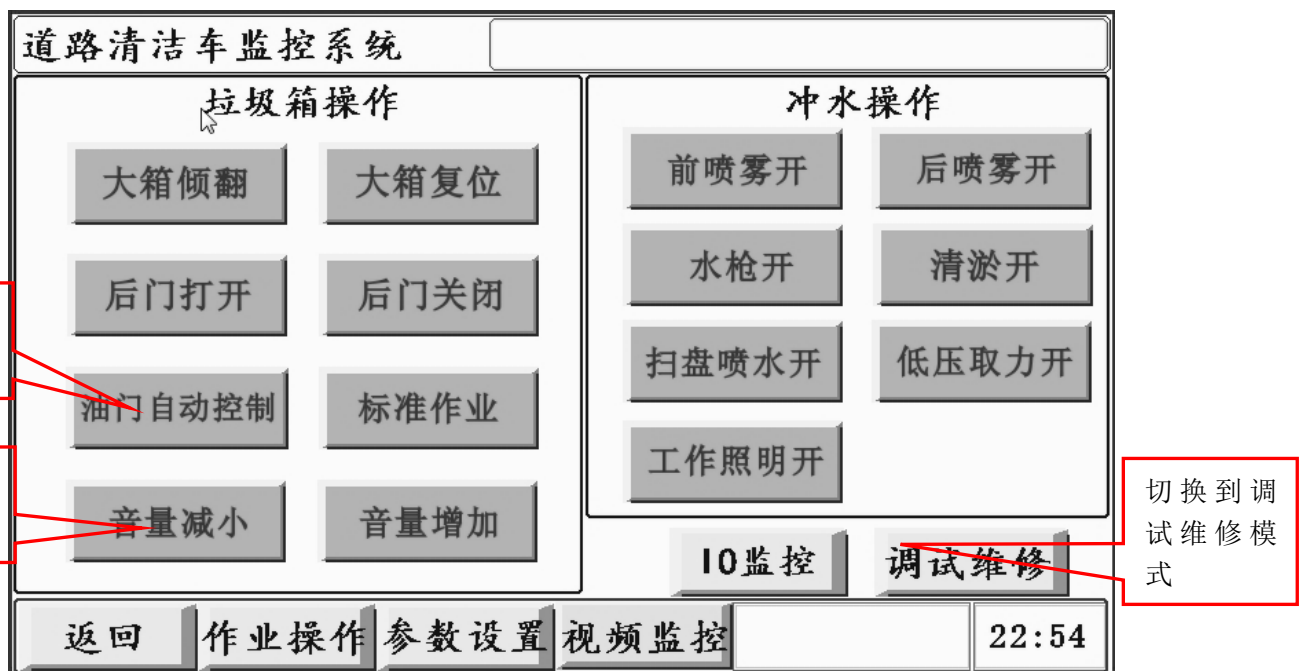 道路清洁车监控系统
垃圾箱操作
大箱倾翻 大箱复位
后门打开 后门关闭
油门自动控制 标准作业
音量减小 音量增加
冲水操作
前喷雾开 后喷雾开
水枪开 清淤开
扫盘喷水开 低压取力开
工作照明开
IO监控 调试维修
切换到调
试维修模
式
返回 作业操作 参数设置 视频监控 22:54